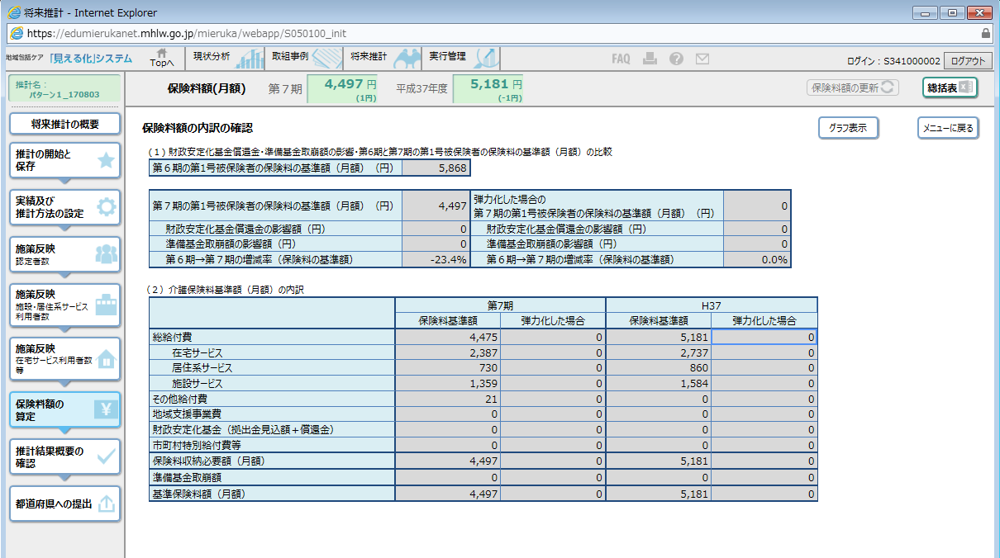 将来推計 - Internet Explorer
https://edumierukanet.mhlw.go.jp/mieruka/webapp/S050100_init
地域包括ケア「見える化」システム
Topへ
現状分析
取組事例
将来推計
実行管理
FAQ
ログイン：S341000002
ログアウト
推計名：
パターン１_170803
保険料額(月額)
第７期
4,497 円
(1円)
平成37年度
5,181 円
(-1円)
保険料額の更新
総括表
将来推計の概要
推計の開始と
保存
実績及び
推計方法の設定
施策反映
認定者数
施策反映
施設・居住系サービス
利用者数
施策反映
在宅サービス利用者数
等
保険料額の
算定
推計結果概要の
確認
都道府県への提出
保険料額の内訳の確認
グラフ表示
メニューに戻る
（１）財政安定化基金償還金・準備基金取崩額の影響・第6期と第7期の第1号被保険者の保険料の基準額（月額）の比較
第６期の第1号被保険者の保険料の基準額（月額）（円） 5,868
第７期の第1号被保険者の保険料の基準額（月額）（円） 4,497 弾力化した場合の
第７期の第1号被保険者の保険料の基準額（月額）（円） 0
財政安定化基金償還金の影響額（円） 0 財政安定化基金償還金の影響額（円） 0
準備基金取崩額の影響額（円） 0 準備基金取崩額の影響額（円） 0
第６期→第７期の増減率（保険料の基準額） -23.4% 第６期→第７期の増減率（保険料の基準額） 0.0%
（２）介護保険料基準額（月額）の内訳
第7期 H37
保険料基準額 弾力化した場合 保険料基準額 弾力化した場合
総給付費 4,475 0 5,181 0
在宅サービス 2,387 0 2,737 0
居住系サービス 730 0 860 0
施設サービス 1,359 0 1,584 0
その他給付費 21 0 0 0
地域支援事業費 0 0 0 0
財政安定化基金（拠出金見込額＋償還金） 0 0 0 0
市町村特別給付費等 0 0 0 0
保険料収納必要額（月額） 4,497 0 5,181 0
準備基金取崩額 0 0 0 0
基準保険料額（月額） 4,497 0 5,181 0